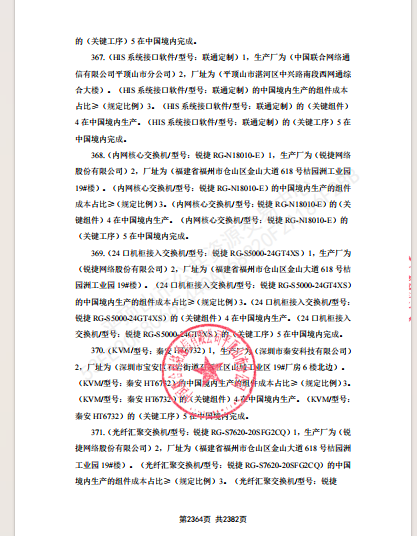 的（关键工序）5 在中国境内完成。
367.（HIS 系统接口软件/型号：联通定制）1，生产厂为（中国联合网络通
信有限公司平顶山市分公司）2，厂址为（平顶山市湛河区中兴路南段西网通综
合大楼）。（HIS 系统接口软件/型号：联通定制）的中国境内生产的组件成本
占比≥（规定比例）3。（HIS 系统接口软件/型号：联通定制）的（关键组件）
4 在中国境内生产。（HIS 系统接口软件/型号：联通定制）的（关键工序）5 在
中国境内完成。
368.（内网核心交换机/型号：锐捷 RG-N18010-E）1，生产厂为（锐捷网络
股份有限公司）2，厂址为（福建省福州市仓山区金山大道 618 号桔园洲工业园
19#楼）。（内网核心交换机/型号：锐捷 RG-N18010-E）的中国境内生产的组件
成本占比≥（规定比例）3。（内网核心交换机/型号：锐捷 RG-N18010-E）的（关
键组件）4 在中国境内生产。（内网核心交换机/型号：锐捷 RG-N18010-E）的
（关键工序）5 在中国境内完成。
369.（24 口机柜接入交换机/型号：锐捷 RG-S5000-24GT4XS）1，生产厂为
（锐捷网络股份有限公司）2，厂址为（福建省福州市仓山区金山大道 618 号桔
园洲工业园 19#楼）。（24 口机柜接入交换机/型号：锐捷 RG-S5000-24GT4XS）
的中国境内生产的组件成本占比≥（规定比例）3。（24 口机柜接入交换机/型号：
锐捷 RG-S5000-24GT4XS）的（关键组件）4 在中国境内生产。（24 口机柜接入交
换机/型号：锐捷 RG-S5000-24GT4XS）的（关键工序）5 在中国境内完成。
370.（KVM/型号：秦安 HT6732）1，生产厂为（深圳市秦安科技有限公司）
2，厂址为（深圳市宝安区石岩街道石龙社区山城工业区 19#厂房 6 楼北边）。
（KVM/型号：秦安 HT6732）的中国境内生产的组件成本占比≥（规定比例）3。
（KVM/型号：秦安 HT6732）的（关键组件）4 在中国境内生产。（KVM/型号：
秦安 HT6732）的（关键工序）5 在中国境内完成。
371.（光纤汇聚交换机/型号：锐捷 RG-S7620-20SFG2CQ）1，生产厂为（锐
捷网络股份有限公司）2，厂址为（福建省福州市仓山区金山大道 618 号桔园洲
工业园 19#楼）。（光纤汇聚交换机/型号：锐捷 RG-S7620-20SFG2CQ）的中国
境内生产的组件成本占比≥（规定比例）3。（光纤汇聚交换机/型号：锐捷
第2364页 共2382页